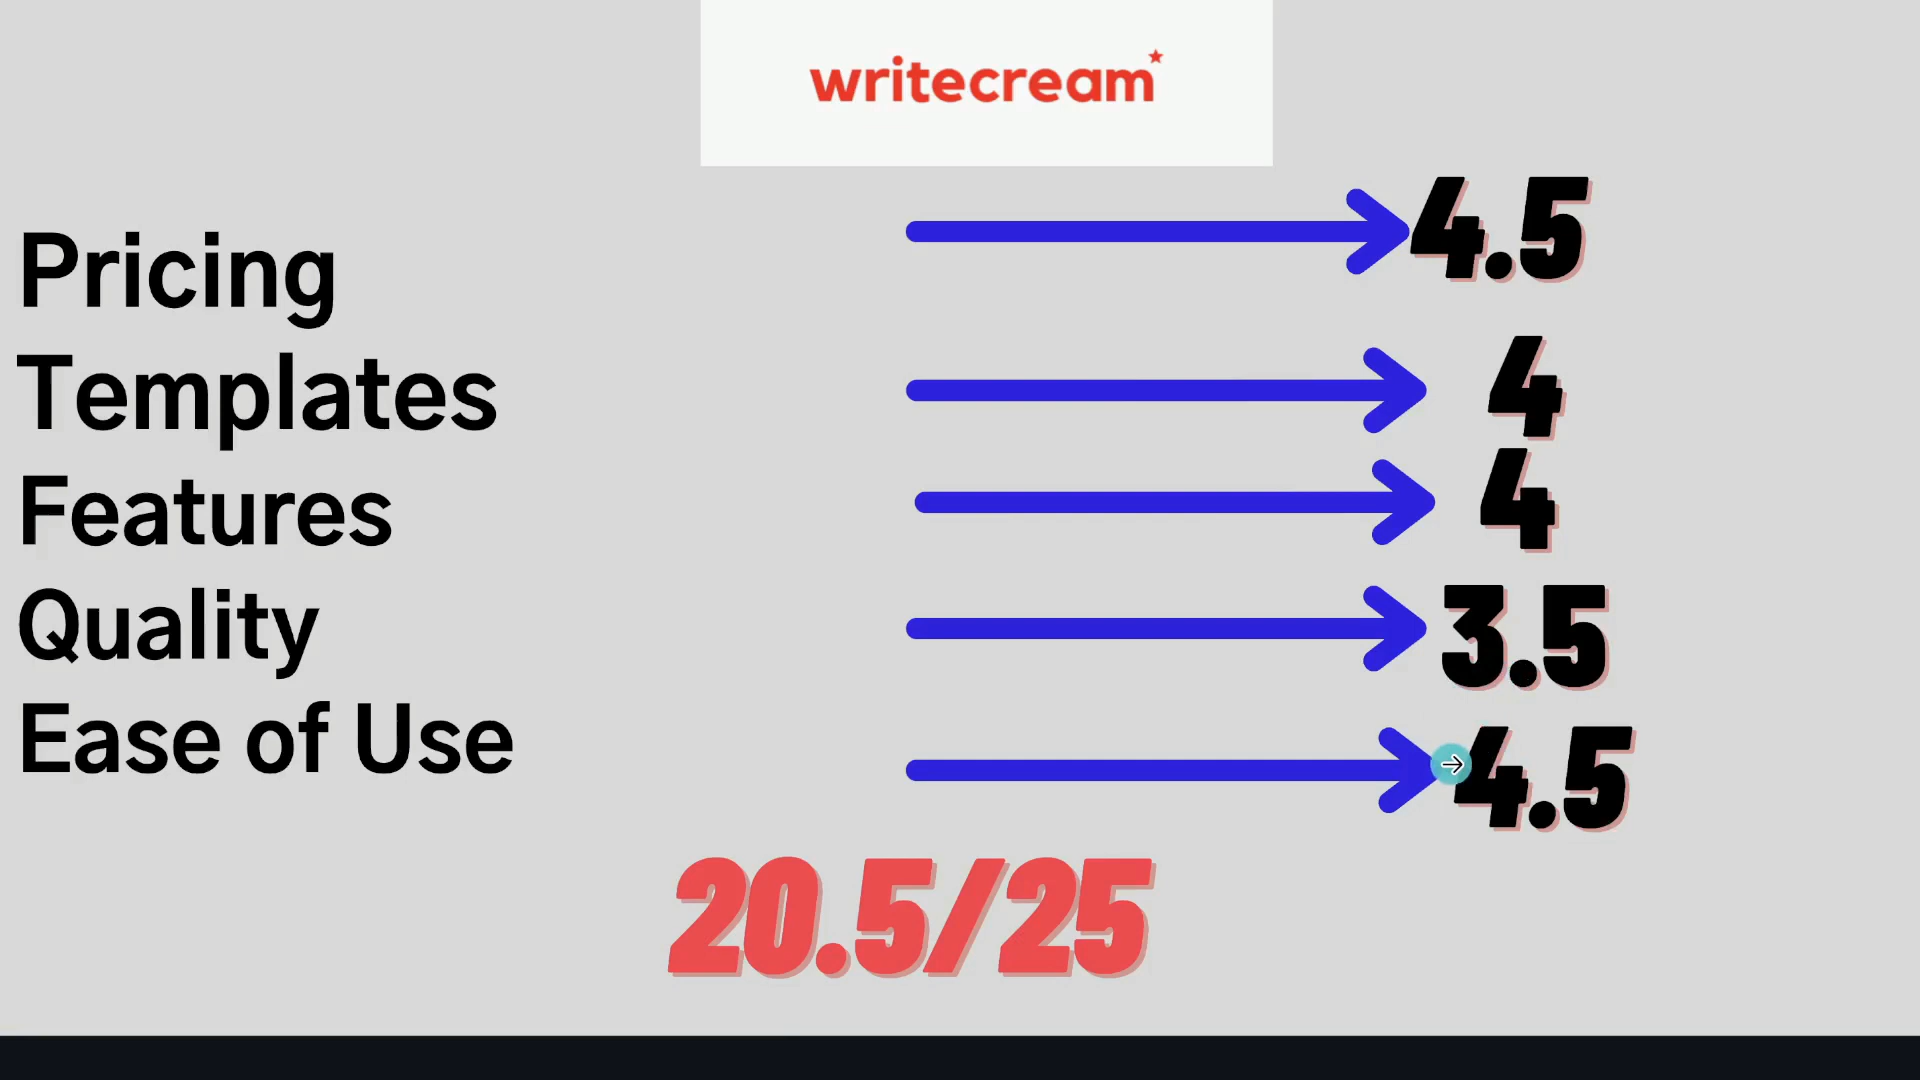 writecream
Pricing 4.5
Templates 4
Features 4
Quality 3.5
Ease of Use 4.5
20.5/25